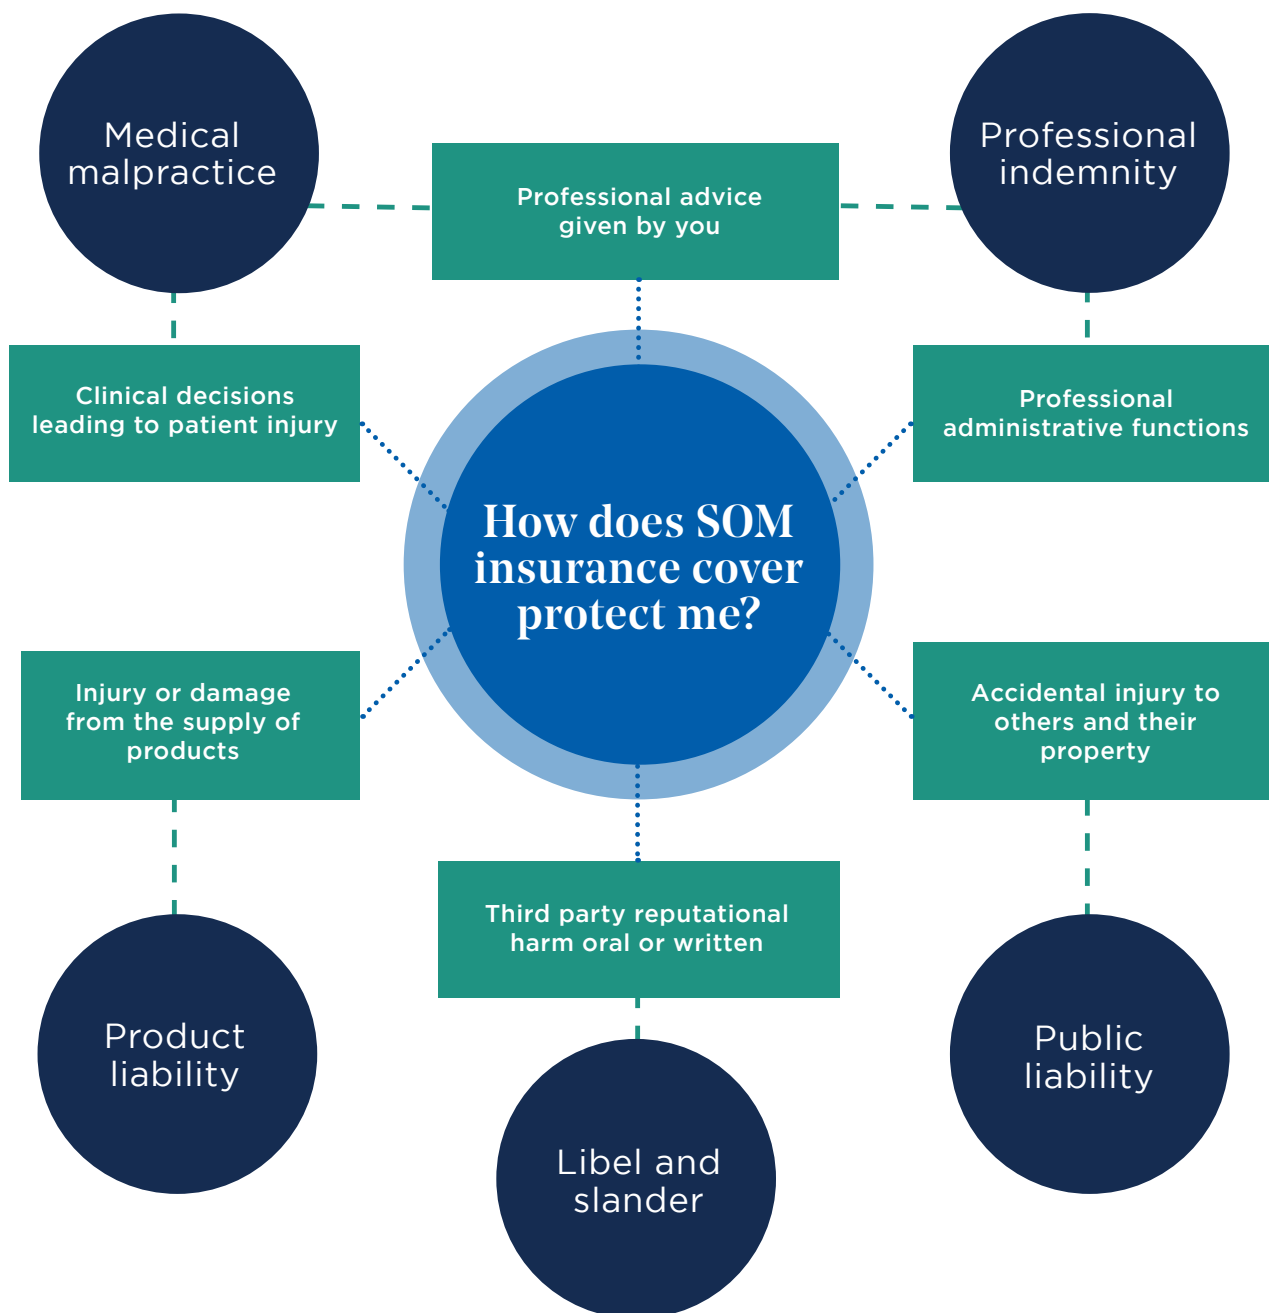 Medical
malpractice
Professional advice
given by you
Professional
indemnity
Clinical decisions
leading to patient injury
Professional
administrative functions
How does SOM
insurance cover
protect me?
Injury or damage
from the supply of
products
Accidental injury to
others and their
property
Third party reputational
harm oral or written
Product
liability
Libel and
slander
Public
liability